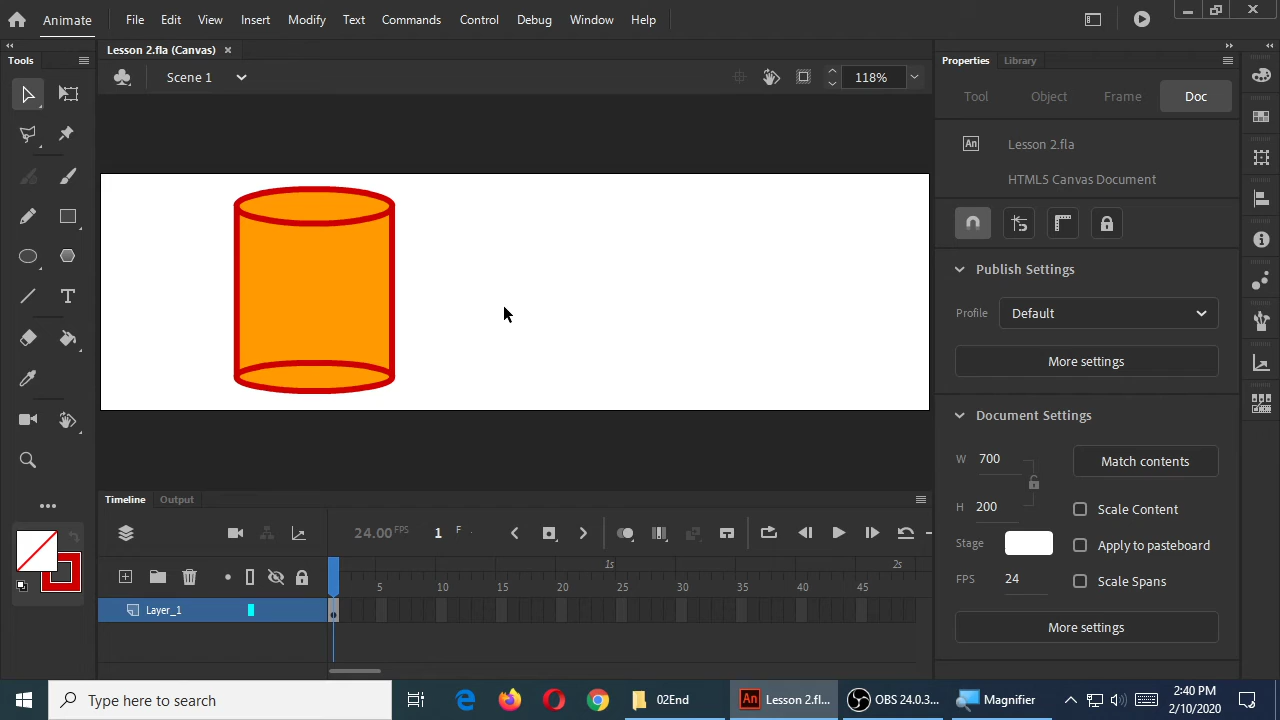 Animate File Edit View Insert Modify Text Commands Control Debug Window Help
Tools
Lesson 2.fla (Canvas)
Scene 1
118%
Properties Library
Tool Object Frame Doc
An Lesson 2.fla
HTML5 Canvas Document
Publish Settings
Profile Default
More settings
Document Settings
W 700 Match contents
H 200 Scale Content
Stage Apply to pasteboard
FPS 24 Scale Spans
More settings
Timeline Output
24.00 FPS 1 F
1s 2s
5 10 15 20 25 30 35 40 45
Layer_1
Type here to search
02End
An Lesson 2.fl...
OBS 24.0.3...
Magnifier
2:40 PM
2/10/2020